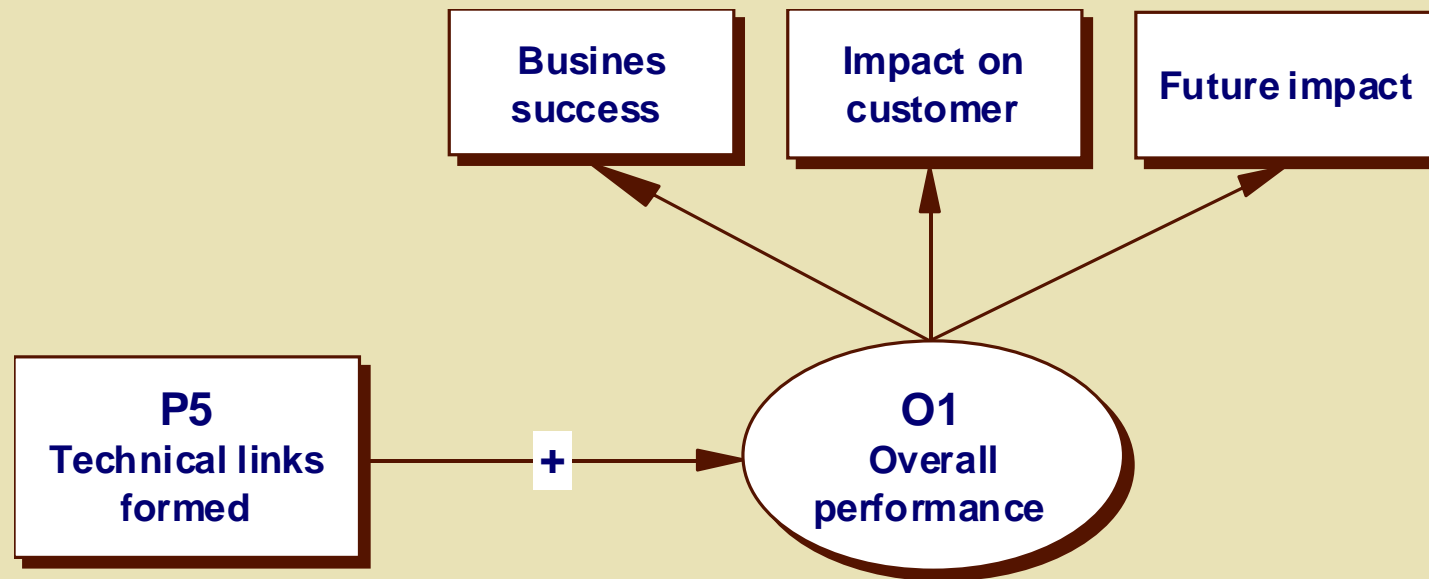 Busines
success
Impact on
customer
Future impact
P5
Technical links
formed
+
O1
Overall
performance